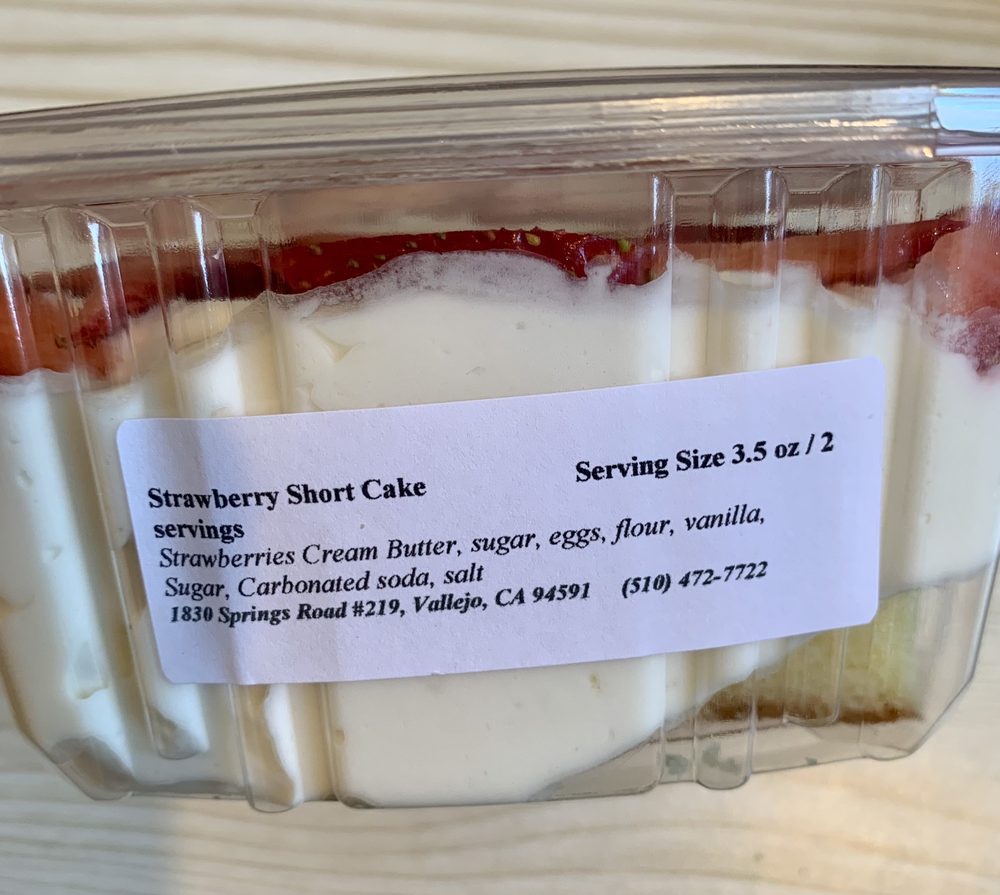 Strawberry Short Cake Serving Size 3.5 oz / 2
servings
Strawberries Cream Butter, sugar, eggs, flour, vanilla,
Sugar, Carbonated soda, salt
1830 Springs Road #219, Vallejo, CA 94591 (510) 472-7722